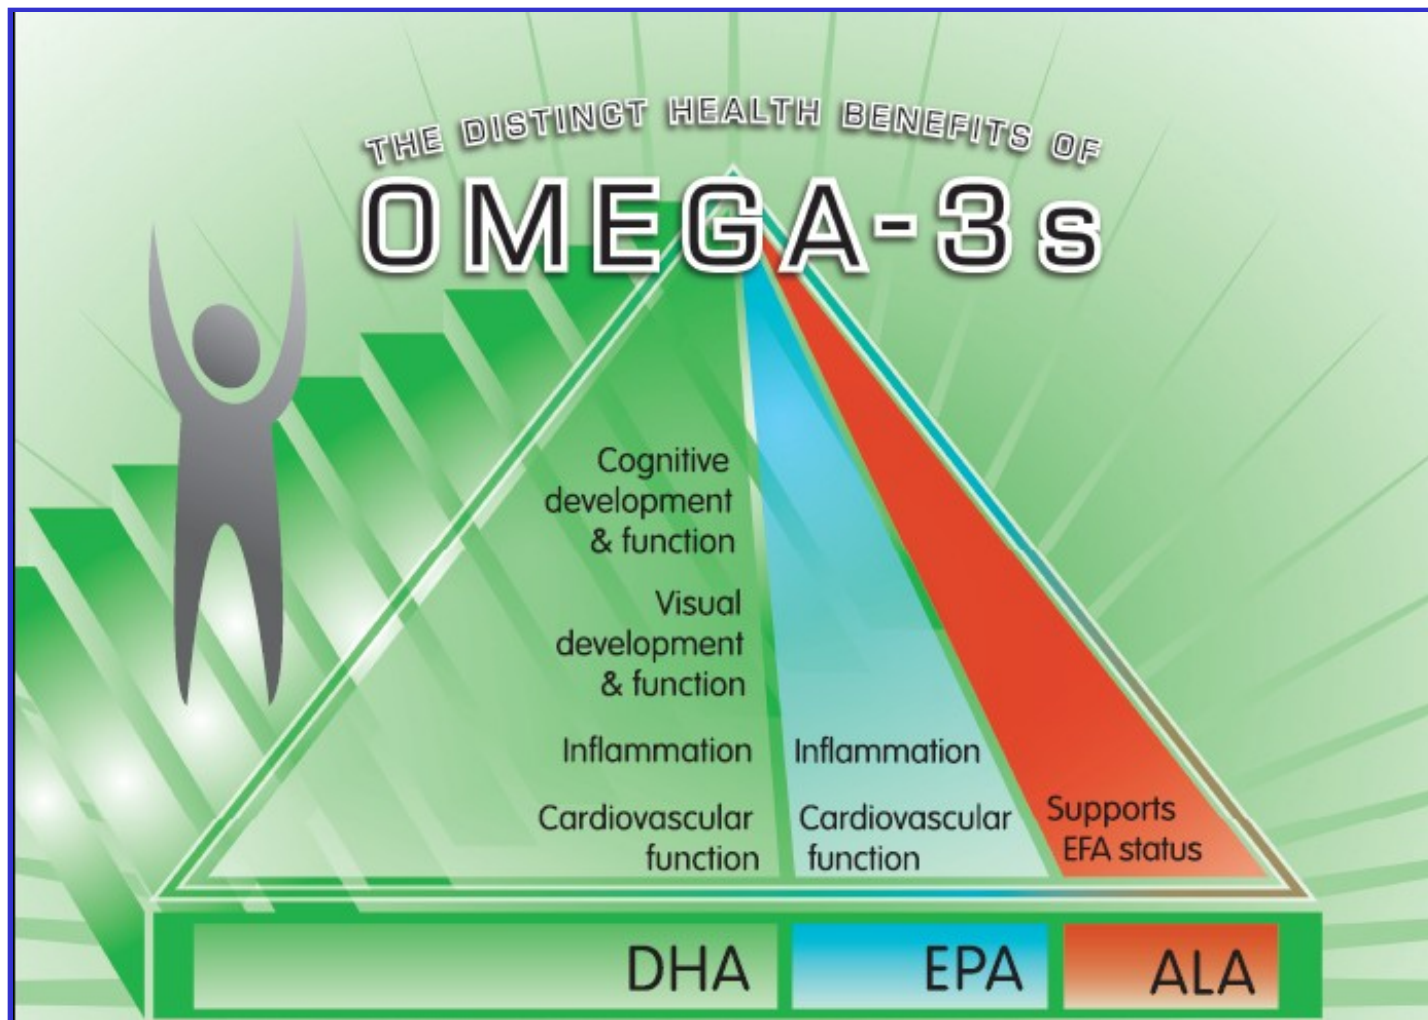 THE DISTINCT HEALTH BENEFITS OF
OMEGA-3s
Cognitive
development
& function
Visual
development
& function
Inflammation
Cardiovascular
function
Inflammation
Cardiovascular
function
Supports
EFA status
DHA
EPA
ALA